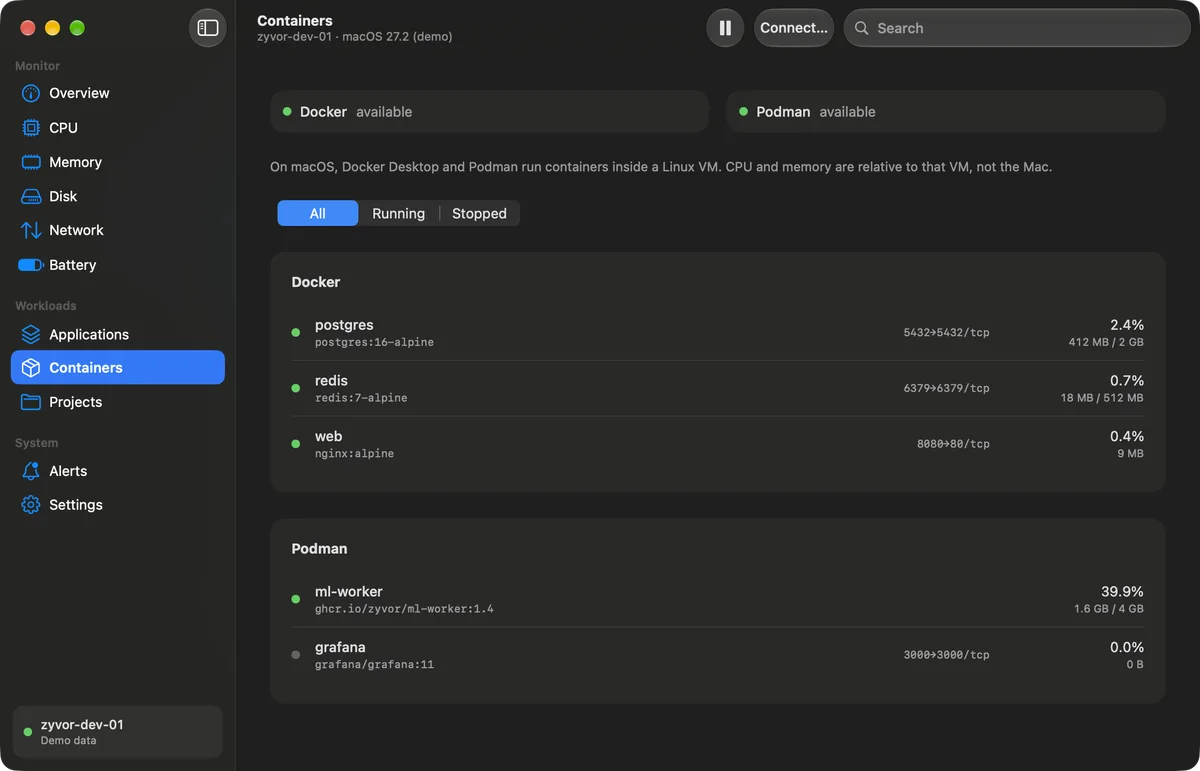 Containers
zyvor-dev-01 · macOS 27.2 (demo)
Connect...
Search
Monitor
Overview
CPU
Memory
Disk
Network
Battery
Workloads
Applications
Containers
Projects
System
Alerts
Settings
zyvor-dev-01
Demo data
Docker available
Podman available
On macOS, Docker Desktop and Podman run containers inside a Linux VM. CPU and memory are relative to that VM, not the Mac.
All
Running
Stopped
Docker
postgres
postgres:16-alpine
5432→5432/tcp
2.4%
412 MB / 2 GB
redis
redis:7-alpine
6379→6379/tcp
0.7%
18 MB / 512 MB
web
nginx:alpine
8080→80/tcp
0.4%
9 MB
Podman
ml-worker
ghcr.io/zyvor/ml-worker:1.4
39.9%
1.6 GB / 4 GB
grafana
grafana/grafana:11
3000→3000/tcp
0.0%
0 B